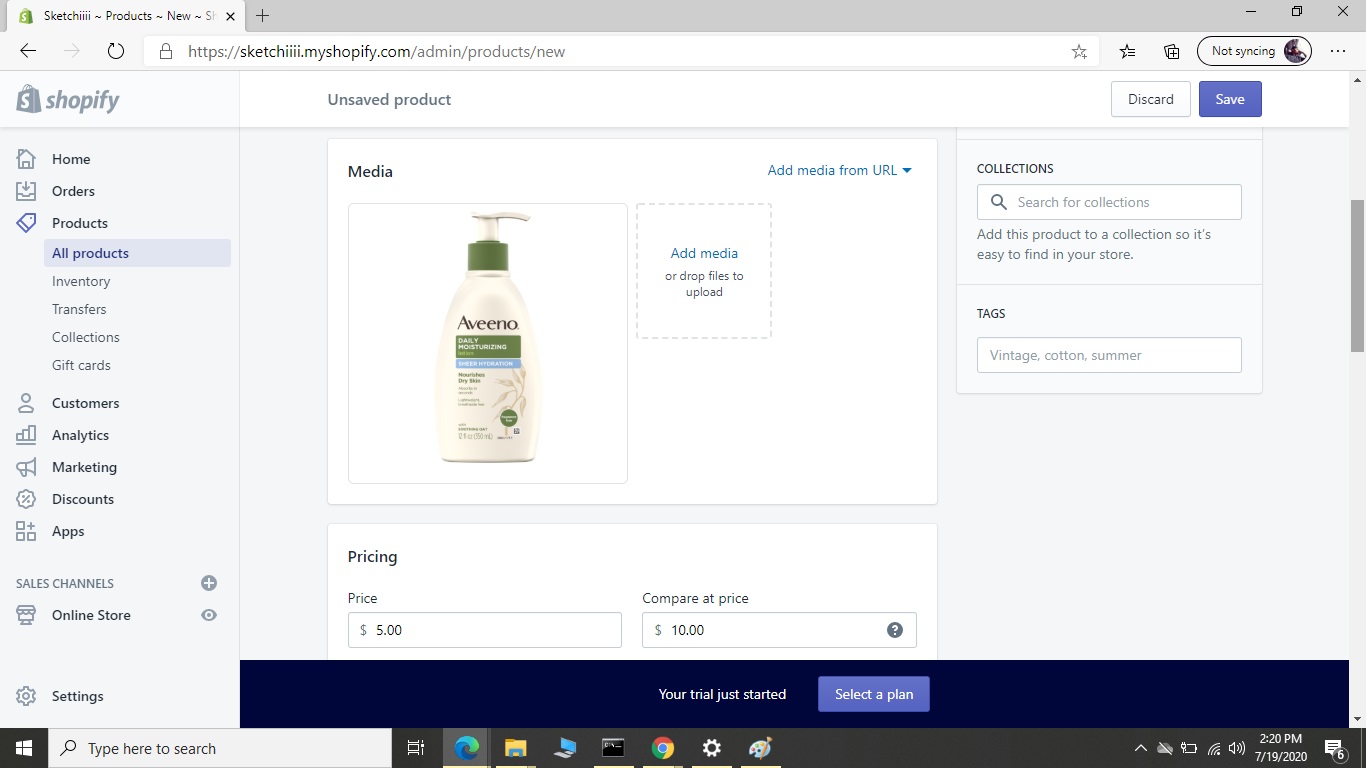 Sketchiiii ~ Products ~ New ~ Sh
https://sketchiiii.myshopify.com/admin/products/new
Not syncing
shopify
Unsaved product
Discard
Save
Home
Orders
Products
All products
Inventory
Transfers
Collections
Gift cards
Customers
Analytics
Marketing
Discounts
Apps
SALES CHANNELS
Online Store
Settings
Media
Add media from URL
Aveeno
DAILY
MOISTURIZING
lotion
SHEER HYDRATION
Nourishes
Dry Skin
with
SOOTHING OAT
Add media
or drop files to
upload
COLLECTIONS
Search for collections
Add this product to a collection so it's
easy to find in your store.
TAGS
Vintage, cotton, summer
Pricing
Price
Compare at price
$ 5.00
$ 10.00
Your trial just started
Select a plan
Type here to search
2:20 PM
7/19/2020
6